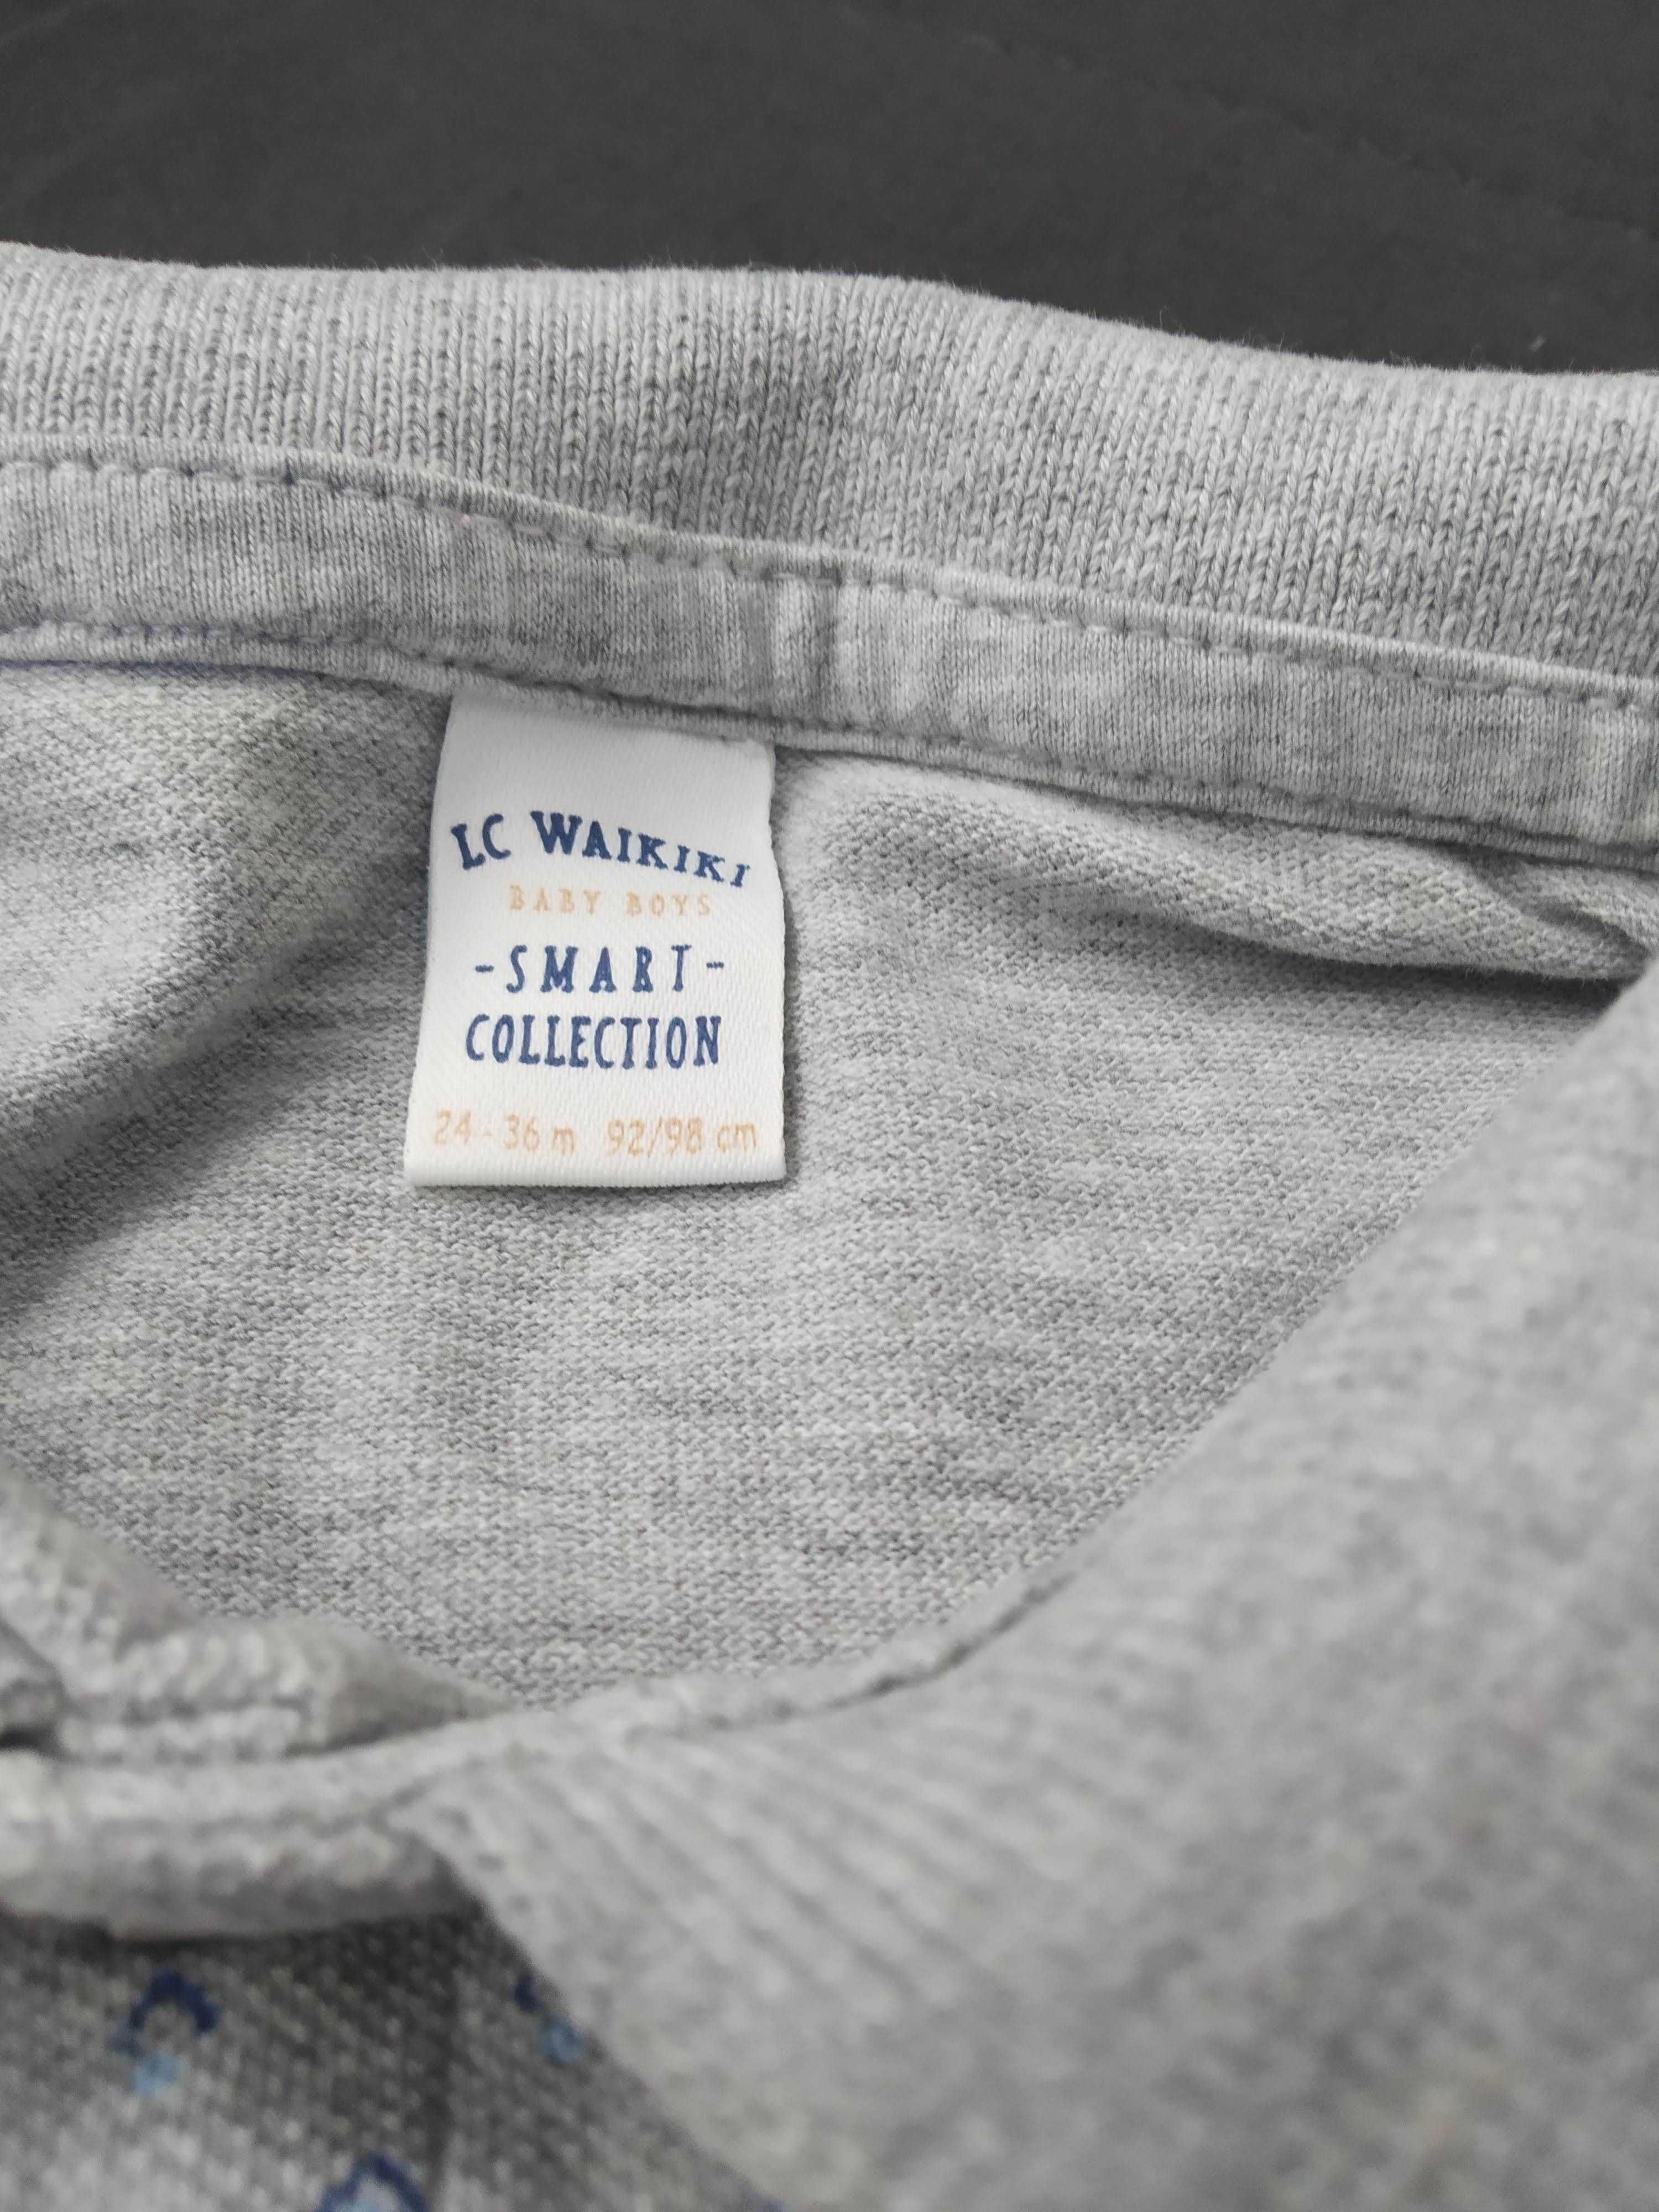 LC WAIKIKI
BABY BOYS
-SMART-
COLLECTION
24-36 m 92/98 cm